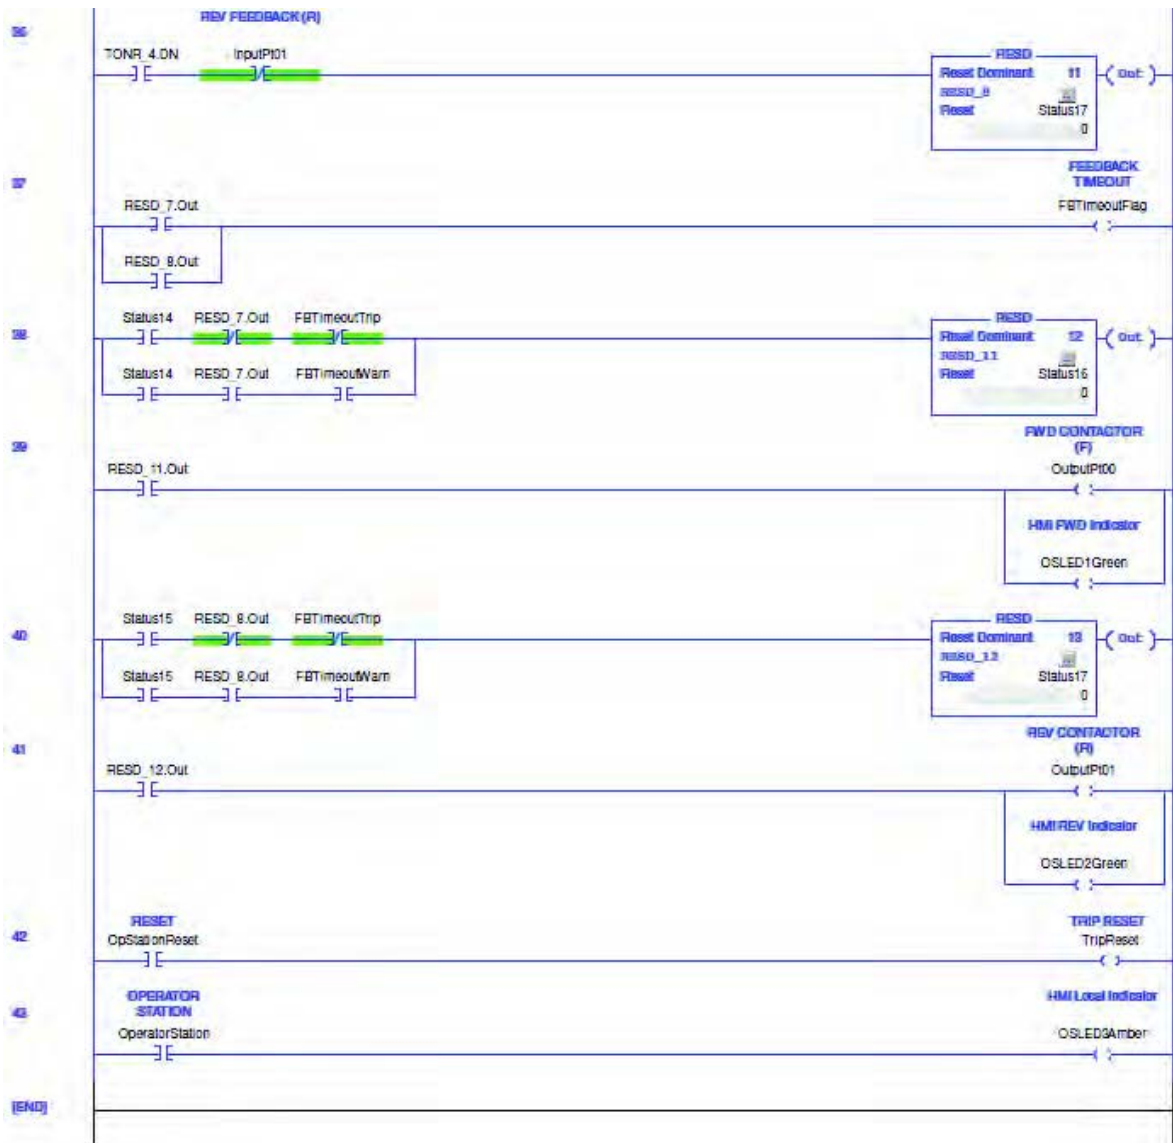 REV FEEDBACK (R)
36
TONR_4.DN InputPt01
RESD
Reset Dominant 11
RESD_8
Reset Status17
0
Out
FEEDBACK
TIMEOUT
37
RESD_7.Out FBTimeoutFlag
RESD_8.Out
38
Status14 RESD_7.Out FBTimeoutTrip
Status14 RESD_7.Out FBTimeoutWarn
RESD
Reset Dominant 12
RESD_11
Reset Status16
0
Out
FWD CONTACTOR
(F)
39
RESD_11.Out OutputPt00
HMI FWD Indicator
OSLED1Green
40
Status15 RESD_8.Out FBTimeoutTrip
Status15 RESD_8.Out FBTimeoutWarn
RESD
Reset Dominant 13
RESD_12
Reset Status17
0
Out
REV CONTACTOR
(R)
41
RESD_12.Out OutputPt01
HMI REV Indicator
OSLED2Green
42
RESET TRIP RESET
OpStationReset TripReset
43
OPERATOR HMI Local Indicator
STATION
OperatorStation OSLED3Amber
(END)